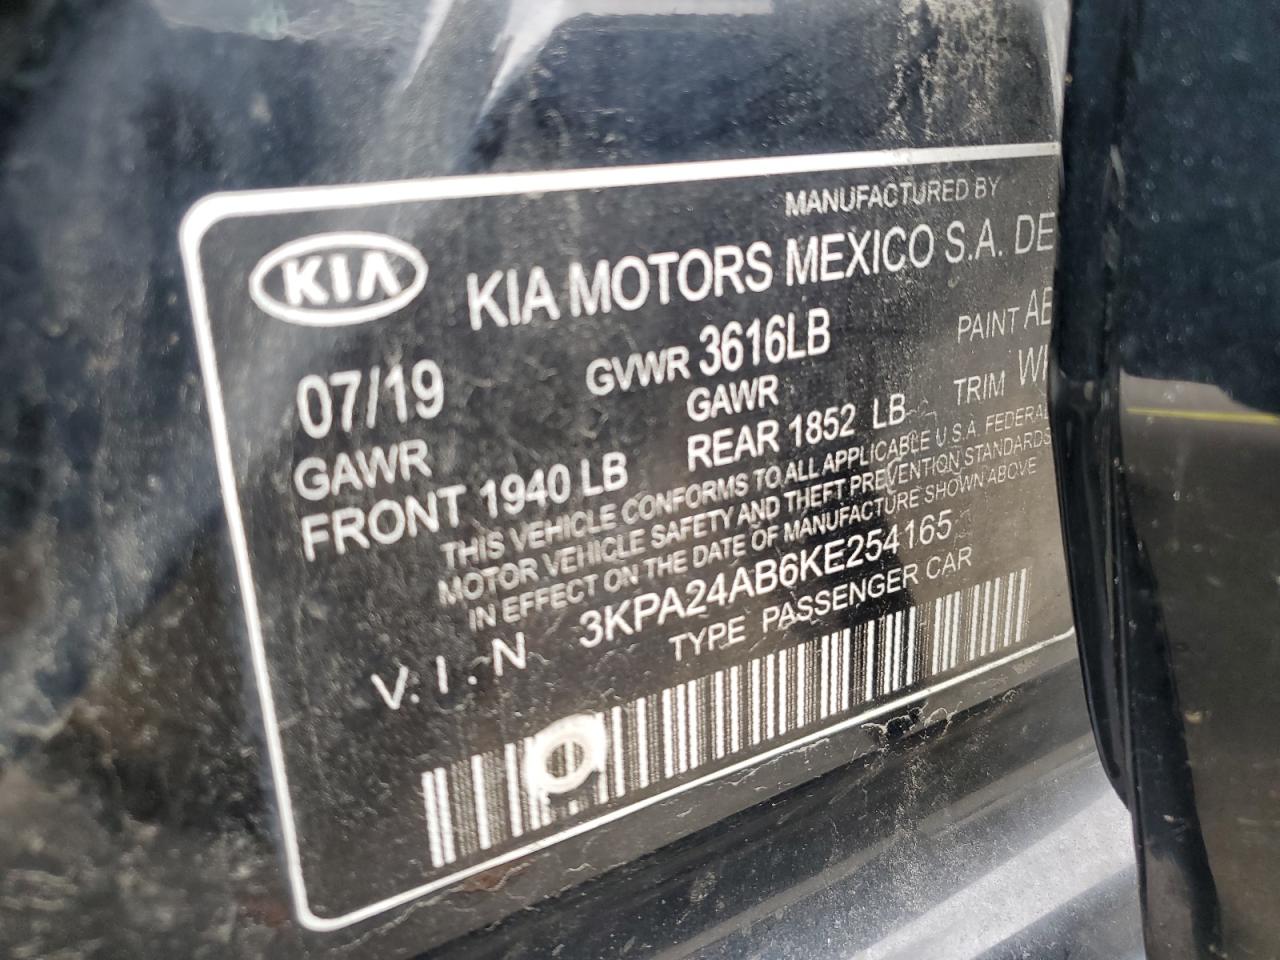 MANUFACTURED BY
KIA KIA MOTORS MEXICO S.A. DE
07/19 GVWR 3616LB PAINT
GAWR GAWR TRIM
FRONT 1940 LB REAR 1852 LB
THIS VEHICLE CONFORMS TO ALL APPLICABLE U.S.A. FEDERAL
MOTOR VEHICLE SAFETY AND THEFT PREVENTION STANDARDS
IN EFFECT ON THE DATE OF MANUFACTURE SHOWN ABOVE
V.I.N 3KPA24AB6KE254165
TYPE PASSENGER CAR